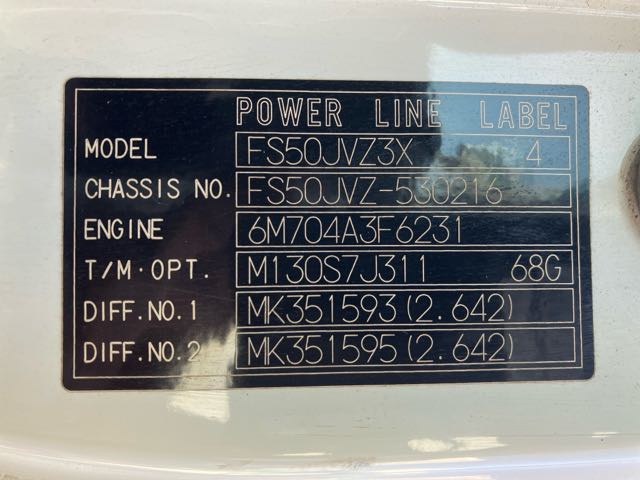 POWER LINE LABEL
MODEL FS50JVZ3X 4
CHASSIS NO. FS50JVZ-530216
ENGINE 6M704A3F6231
T/M·OPT. M130S7J311 68G
DIFF.NO.1 MK351593(2.642)
DIFF.NO.2 MK351595(2.642)